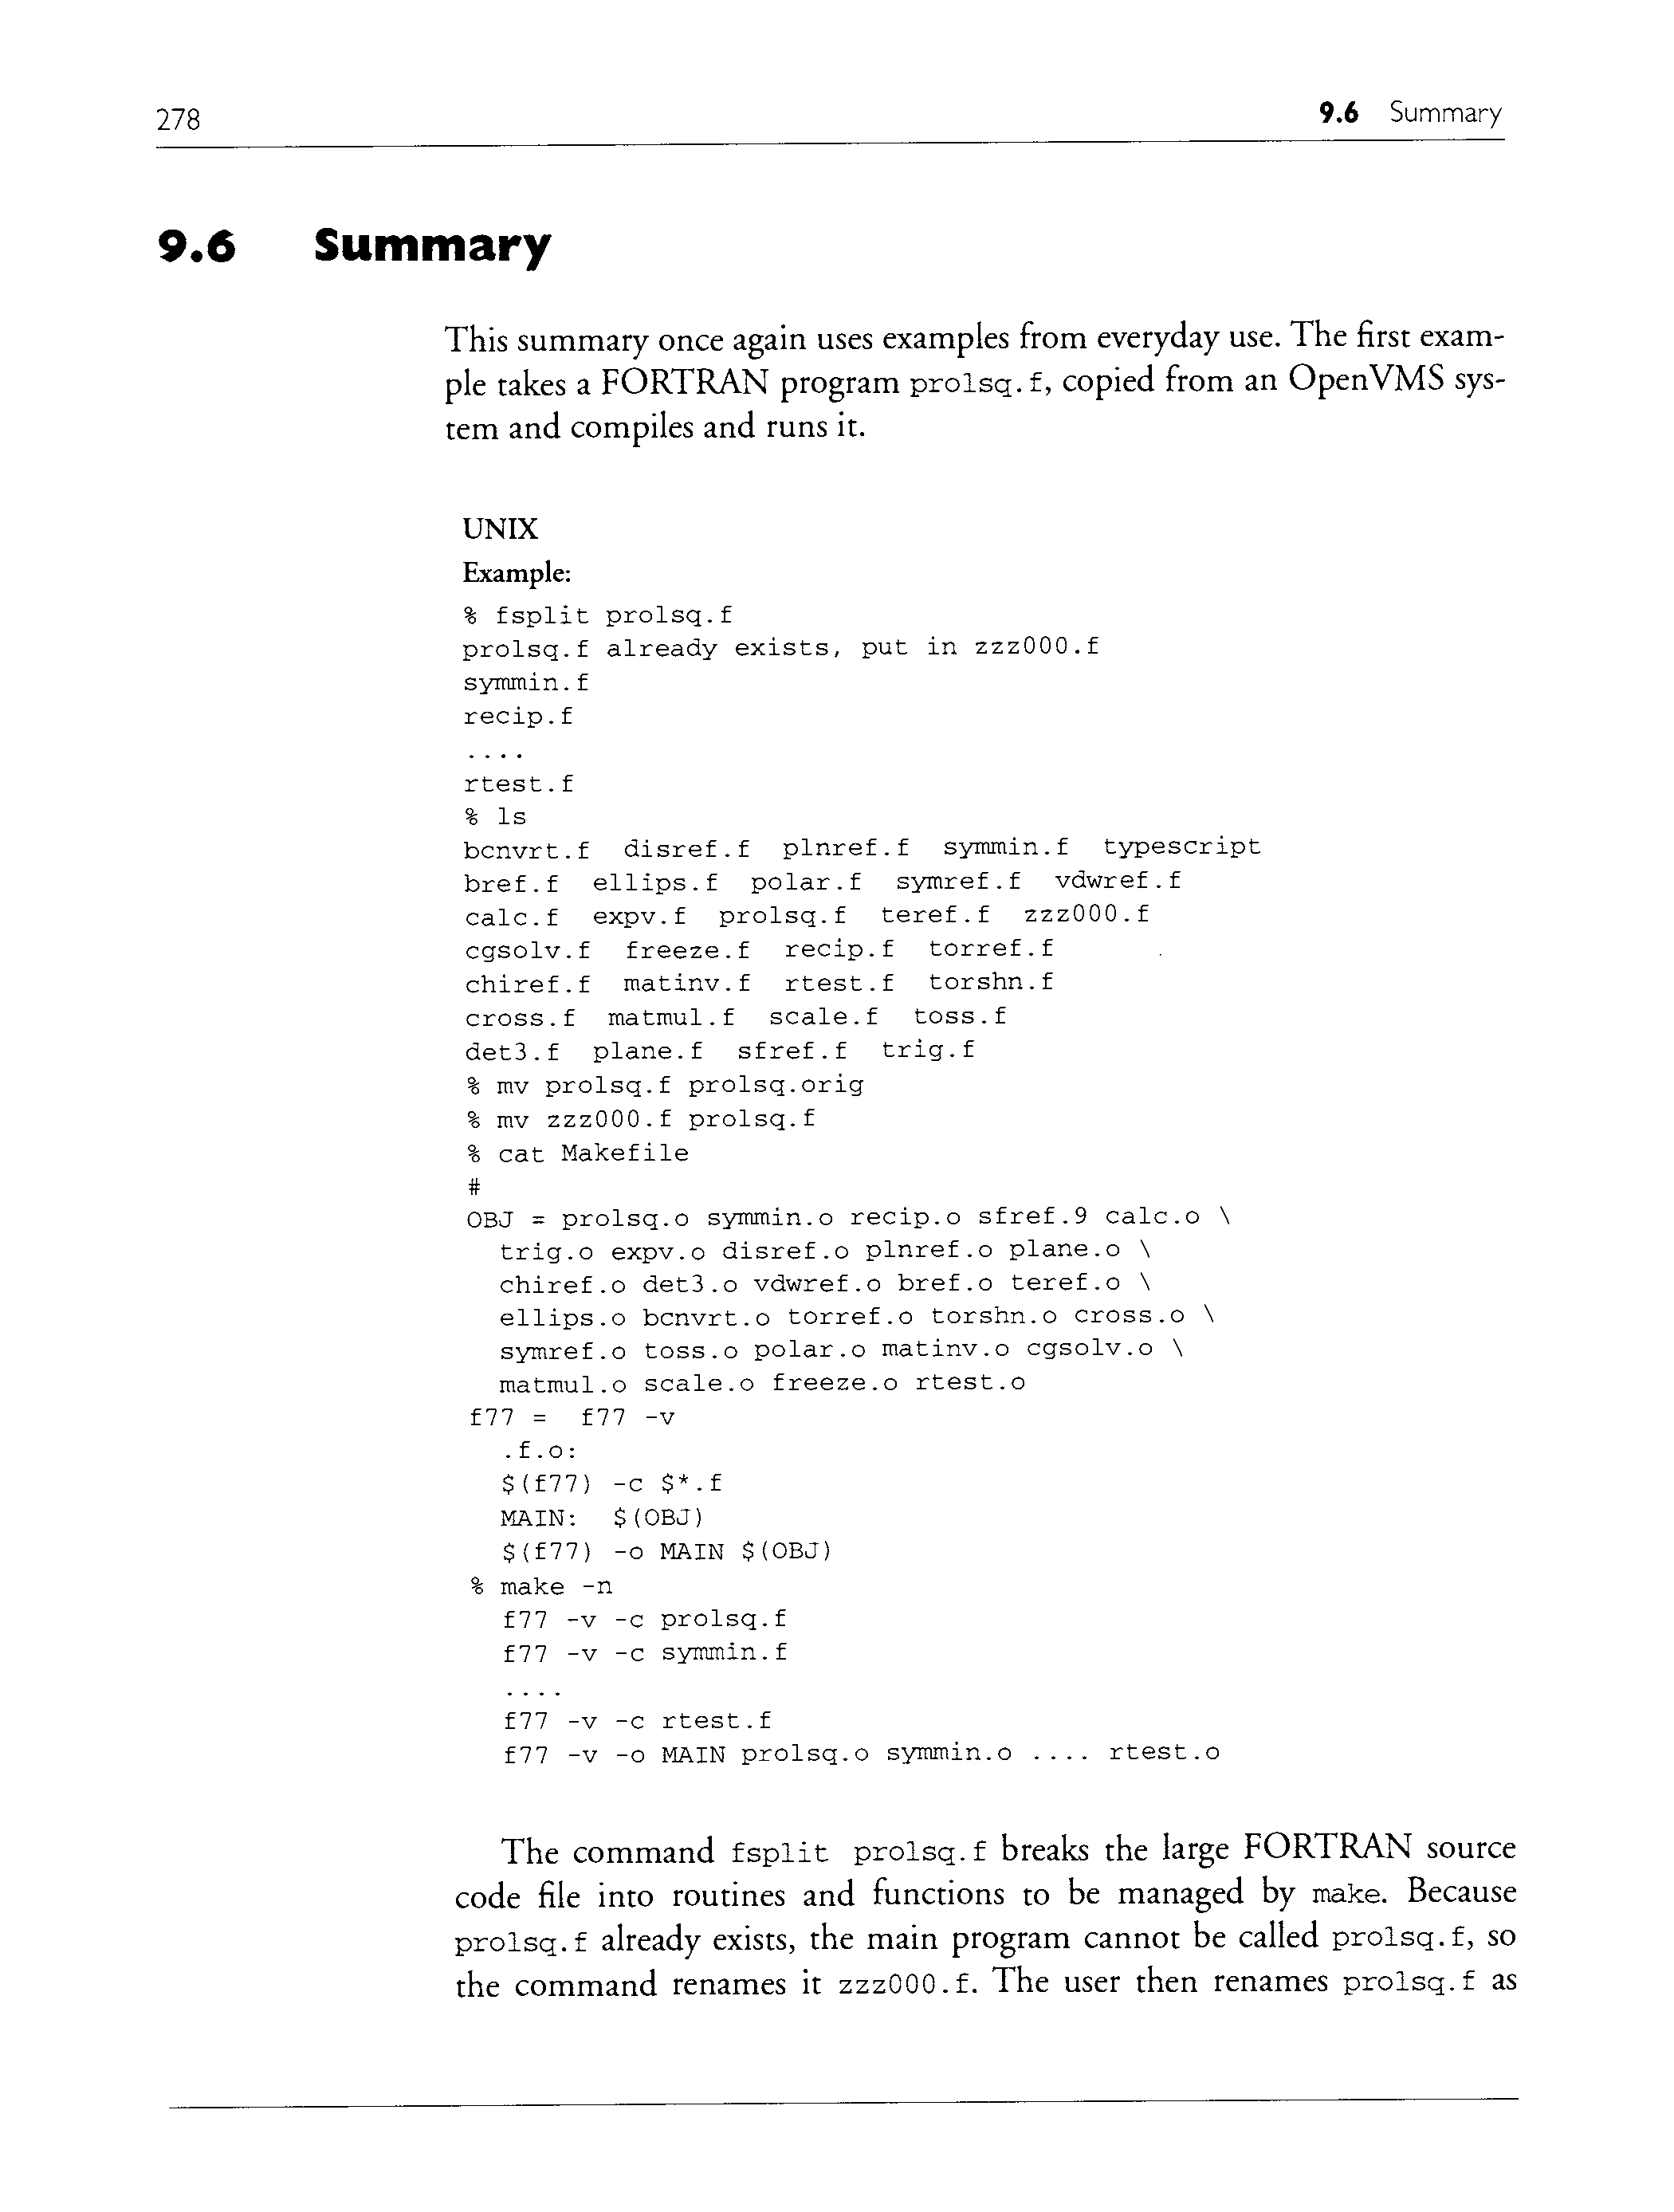 278
9.6 Summary
9.6 Summary
This summary once again uses examples from everyday use. The first exam-
ple takes a FORTRAN program prolsq.f, copied from an OpenVMS sys-
tem and compiles and runs it.
UNIX
Example:
% fsplit prolsq.f
prolsq.f already exists, put in zzz000.f
symmin.f
recip.f
....
rtest.f
% ls
bcnvrt.f  disref.f  plnref.f  symmin.f  typescript
bref.f  ellips.f  polar.f  symref.f  vdwref.f
calc.f  expv.f  prolsq.f  teref.f  zzz000.f
cgsolv.f  freeze.f  recip.f  torref.f
chiref.f  matinv.f  rtest.f  torshn.f
cross.f  matmul.f  scale.f  toss.f
det3.f  plane.f  sfref.f  trig.f
% mv prolsq.f prolsq.orig
% mv zzz000.f prolsq.f
% cat Makefile
#
OBJ = prolsq.o symmin.o recip.o sfref.9 calc.o \
trig.o expv.o disref.o plnref.o plane.o \
chiref.o det3.o vdwref.o bref.o teref.o \
ellips.o bcnvrt.o torref.o torshn.o cross.o \
symref.o toss.o polar.o matinv.o cgsolv.o \
matmul.o scale.o freeze.o rtest.o
f77 =  f77 -v
.f.o:
$(f77) -c $*.f
MAIN:  $(OBJ)
$(f77) -o MAIN $(OBJ)
% make -n
f77 -v -c prolsq.f
f77 -v -c symmin.f
....
f77 -v -c rtest.f
f77 -v -o MAIN prolsq.o symmin.o .... rtest.o
The command fsplit prolsq.f breaks the large FORTRAN source
code file into routines and functions to be managed by make. Because
prolsq.f already exists, the main program cannot be called prolsq.f, so
the command renames it zzz000.f. The user then renames prolsq.f as